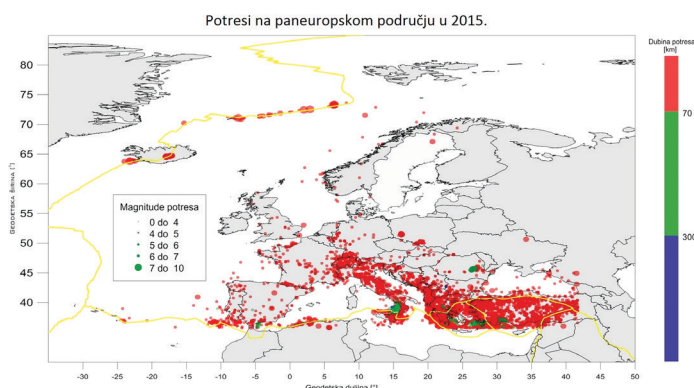 Potresi na paneuropskom području u 2015.
Dubina potresa
[km]
70
300
GEODETSKA ŠIRINA [°]
85
80
75
70
65
60
55
50
45
40
Magnitude potresa
0 do 4
4 do 5
5 do 6
6 do 7
7 do 10
-30 -25 -20 -15 -10 -5 0 5 10 15 20 25 30 35 40 45 50
Geodetska duljina [°]